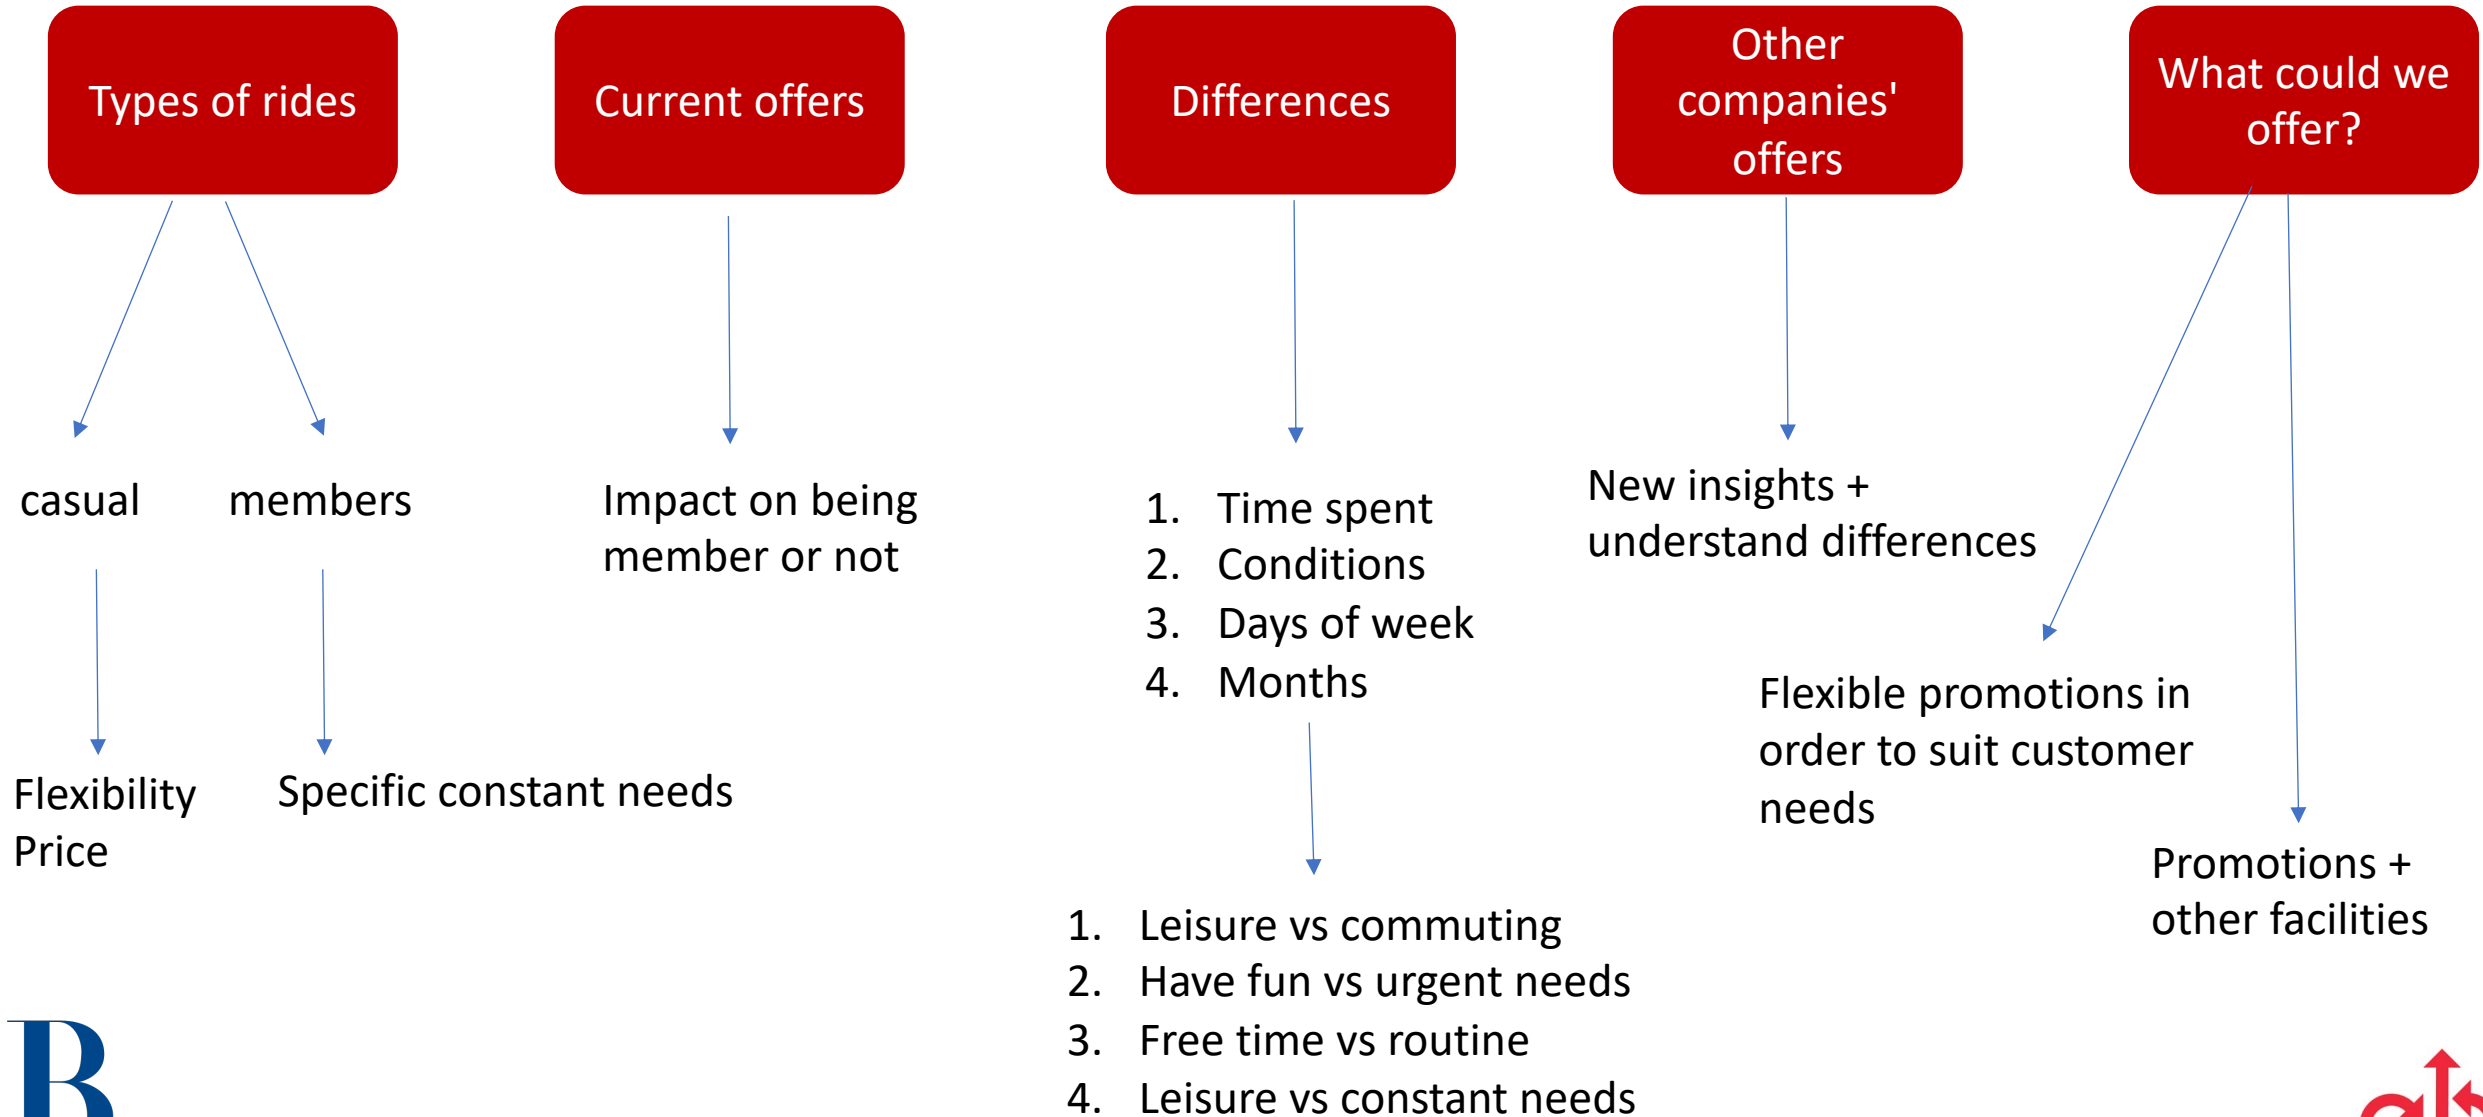 Types of rides
Current offers
Differences
Other
companies'
offers
What could we
offer?
casual
members
Flexibility
Price
Specific constant needs
Impact on being
member or not
1. Time spent
2. Conditions
3. Days of week
4. Months
1. Leisure vs commuting
2. Have fun vs urgent needs
3. Free time vs routine
4. Leisure vs constant needs
New insights +
understand differences
Flexible promotions in
order to suit customer
needs
Promotions +
other facilities
B